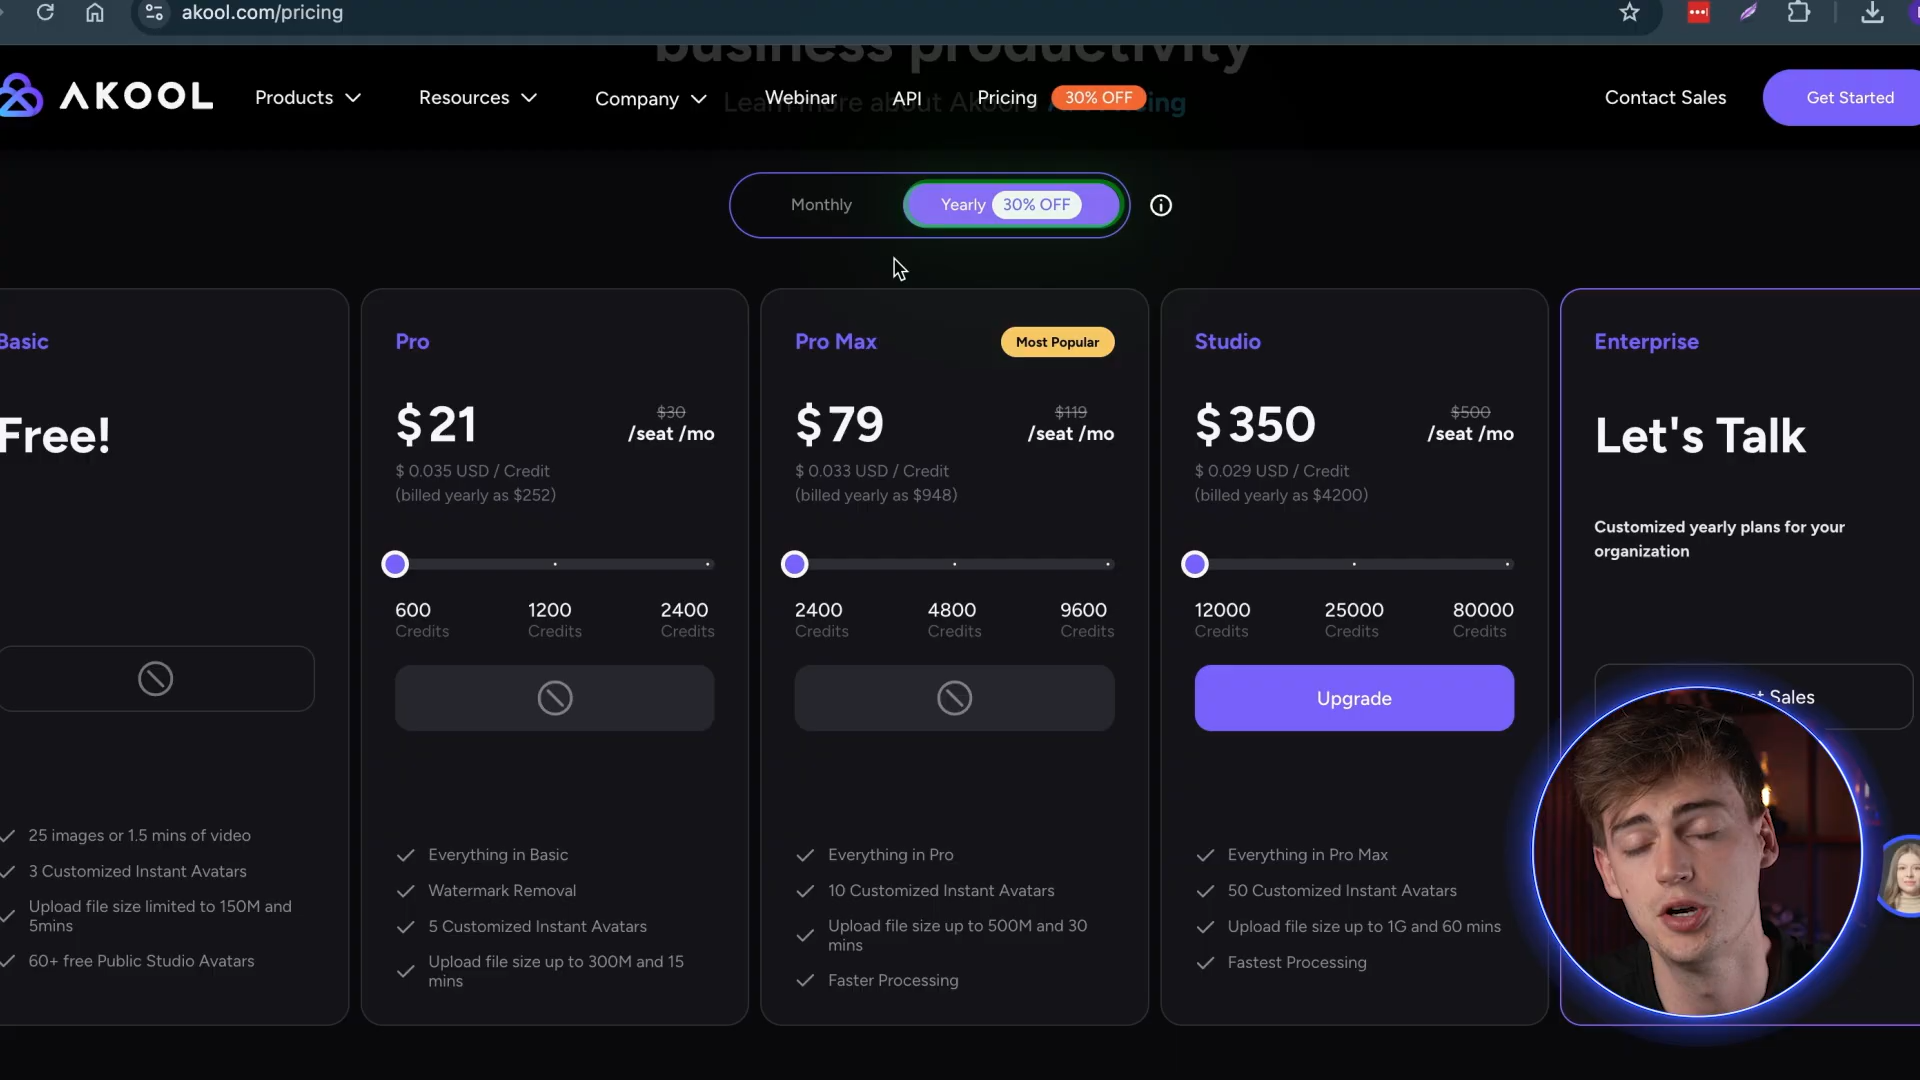 akool.com/pricing
business productivity
AKOOL
Products
Resources
Company
Webinar
API
Pricing
30% OFF
Contact Sales
Get Started
Monthly
Yearly
30% OFF
Basic
Free!
25 images or 1.5 mins of video
3 Customized Instant Avatars
Upload file size limited to 150M and
5mins
60+ free Public Studio Avatars
Pro
$21
$30
/seat /mo
$ 0.035 USD / Credit
(billed yearly as $252)
600
1200
2400
Credits
Credits
Credits
Everything in Basic
Watermark Removal
5 Customized Instant Avatars
Upload file size up to 300M and 15
mins
Pro Max
Most Popular
$79
$119
/seat /mo
$ 0.033 USD / Credit
(billed yearly as $948)
2400
4800
9600
Credits
Credits
Credits
Everything in Pro
10 Customized Instant Avatars
Upload file size up to 500M and 30
mins
Faster Processing
Studio
$350
$500
/seat /mo
$ 0.029 USD / Credit
(billed yearly as $4200)
12000
25000
80000
Credits
Credits
Credits
Upgrade
Everything in Pro Max
50 Customized Instant Avatars
Upload file size up to 1G and 60 mins
Fastest Processing
Enterprise
Let's Talk
Customized yearly plans for your
organization
Sales